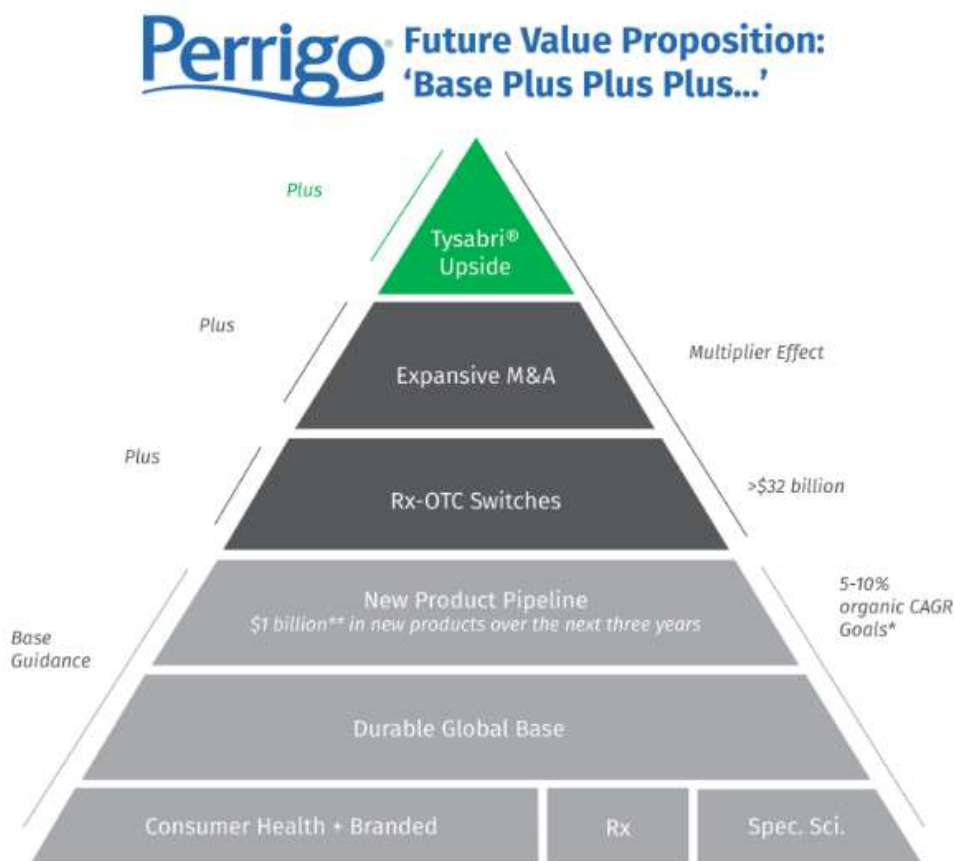 Perrigo®
Future Value Proposition:
‘Base Plus Plus Plus...’
Plus
Tysabri®
Upside
Plus
Expansive M&A
Multiplier Effect
Plus
Rx-OTC Switches
>$32 billion
New Product Pipeline
$1 billion** in new products over the next three years
5-10%
organic CAGR
Goals*
Base
Guidance
Durable Global Base
Consumer Health + Branded
Rx
Spec. Sci.